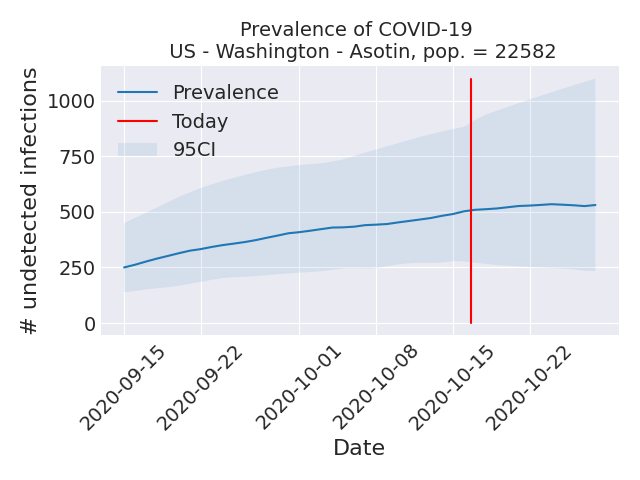 Prevalence of COVID-19
US - Washington - Asotin, pop. = 22582
# undetected infections
1000
750
500
250
0
Prevalence
Today
95CI
2020-09-15
2020-09-22
2020-10-01
2020-10-08
2020-10-15
2020-10-22
Date